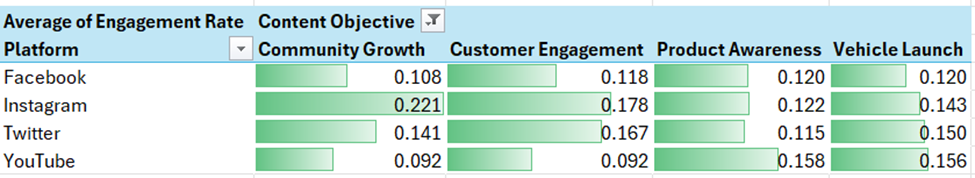 Average of Engagement Rate Content Objective
Platform Community Growth Customer Engagement Product Awareness Vehicle Launch
Facebook 0.108 0.118 0.120 0.120
Instagram 0.221 0.178 0.122 0.143
Twitter 0.141 0.167 0.115 0.150
YouTube 0.092 0.092 0.158 0.156